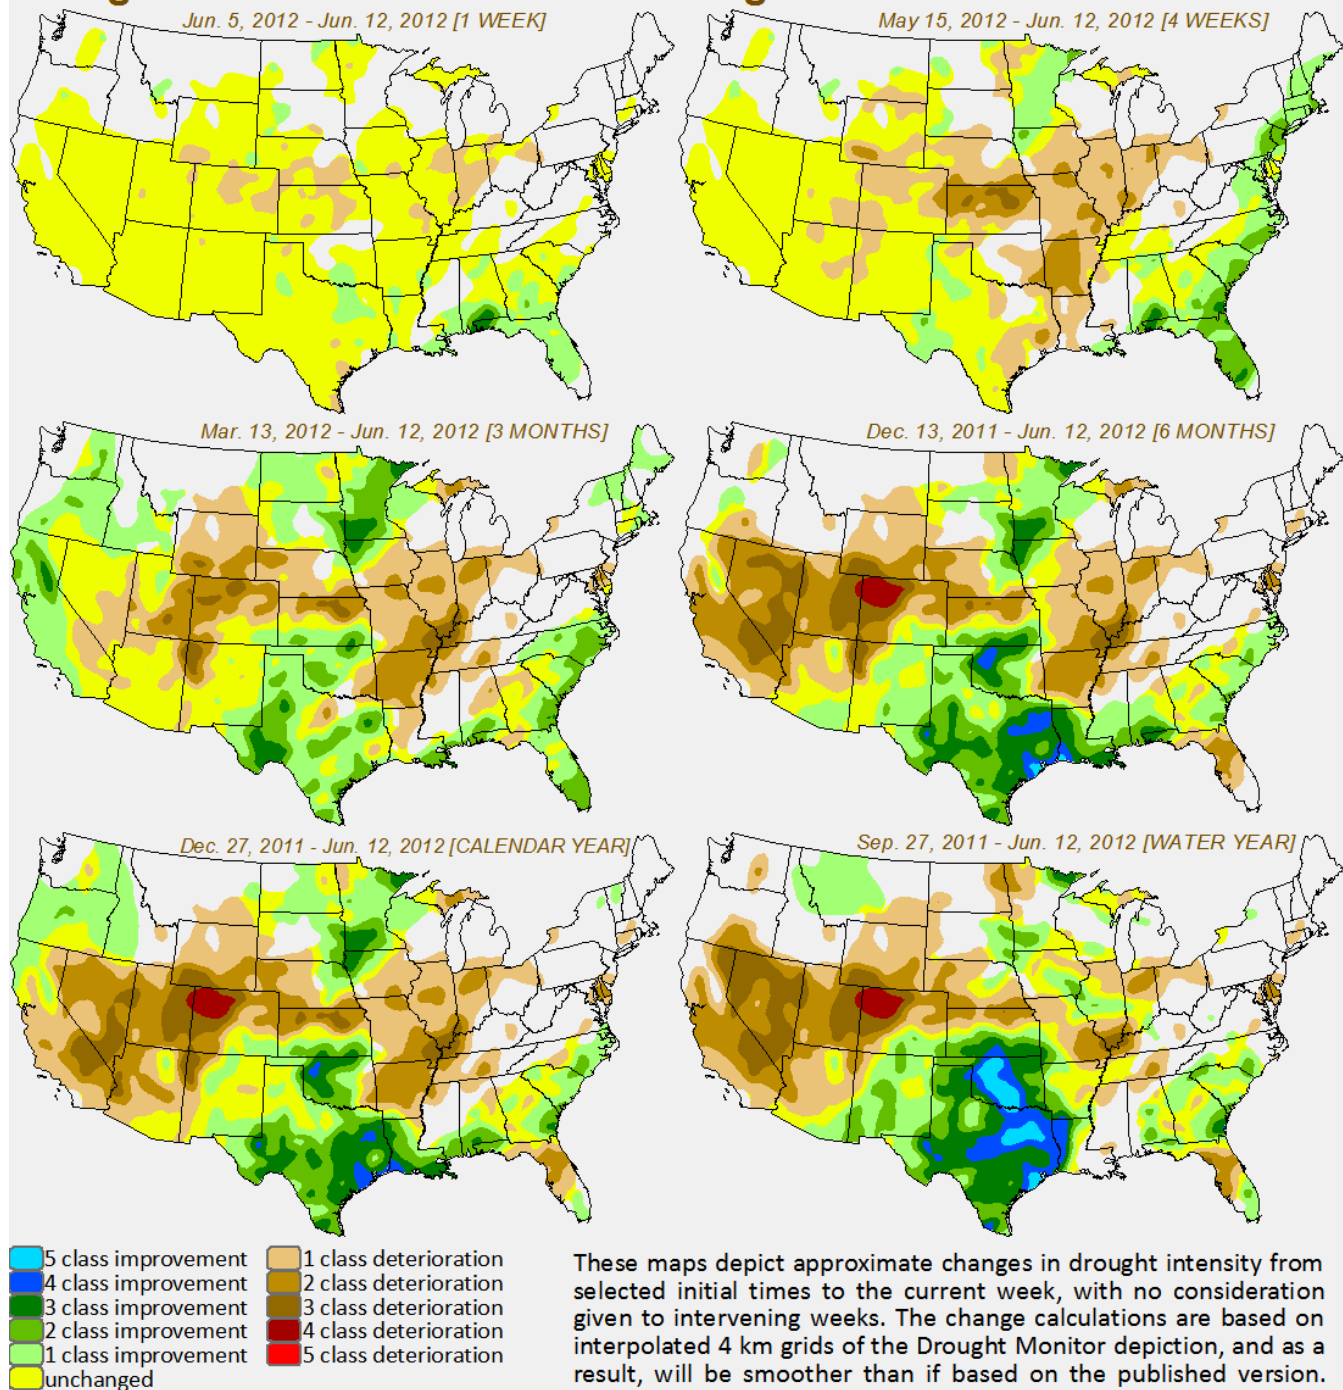 Jun. 5, 2012 - Jun. 12, 2012 [1 WEEK]
May 15, 2012 - Jun. 12, 2012 [4 WEEKS]
Mar. 13, 2012 - Jun. 12, 2012 [3 MONTHS]
Dec. 13, 2011 - Jun. 12, 2012 [6 MONTHS]
Dec. 27, 2011 - Jun. 12, 2012 [CALENDAR YEAR]
Sep. 27, 2011 - Jun. 12, 2012 [WATER YEAR]
5 class improvement
4 class improvement
3 class improvement
2 class improvement
1 class improvement
unchanged
1 class deterioration
2 class deterioration
3 class deterioration
4 class deterioration
5 class deterioration
These maps depict approximate changes in drought intensity from
selected initial times to the current week, with no consideration
given to intervening weeks. The change calculations are based on
interpolated 4 km grids of the Drought Monitor depiction, and as a
result, will be smoother than if based on the published version.